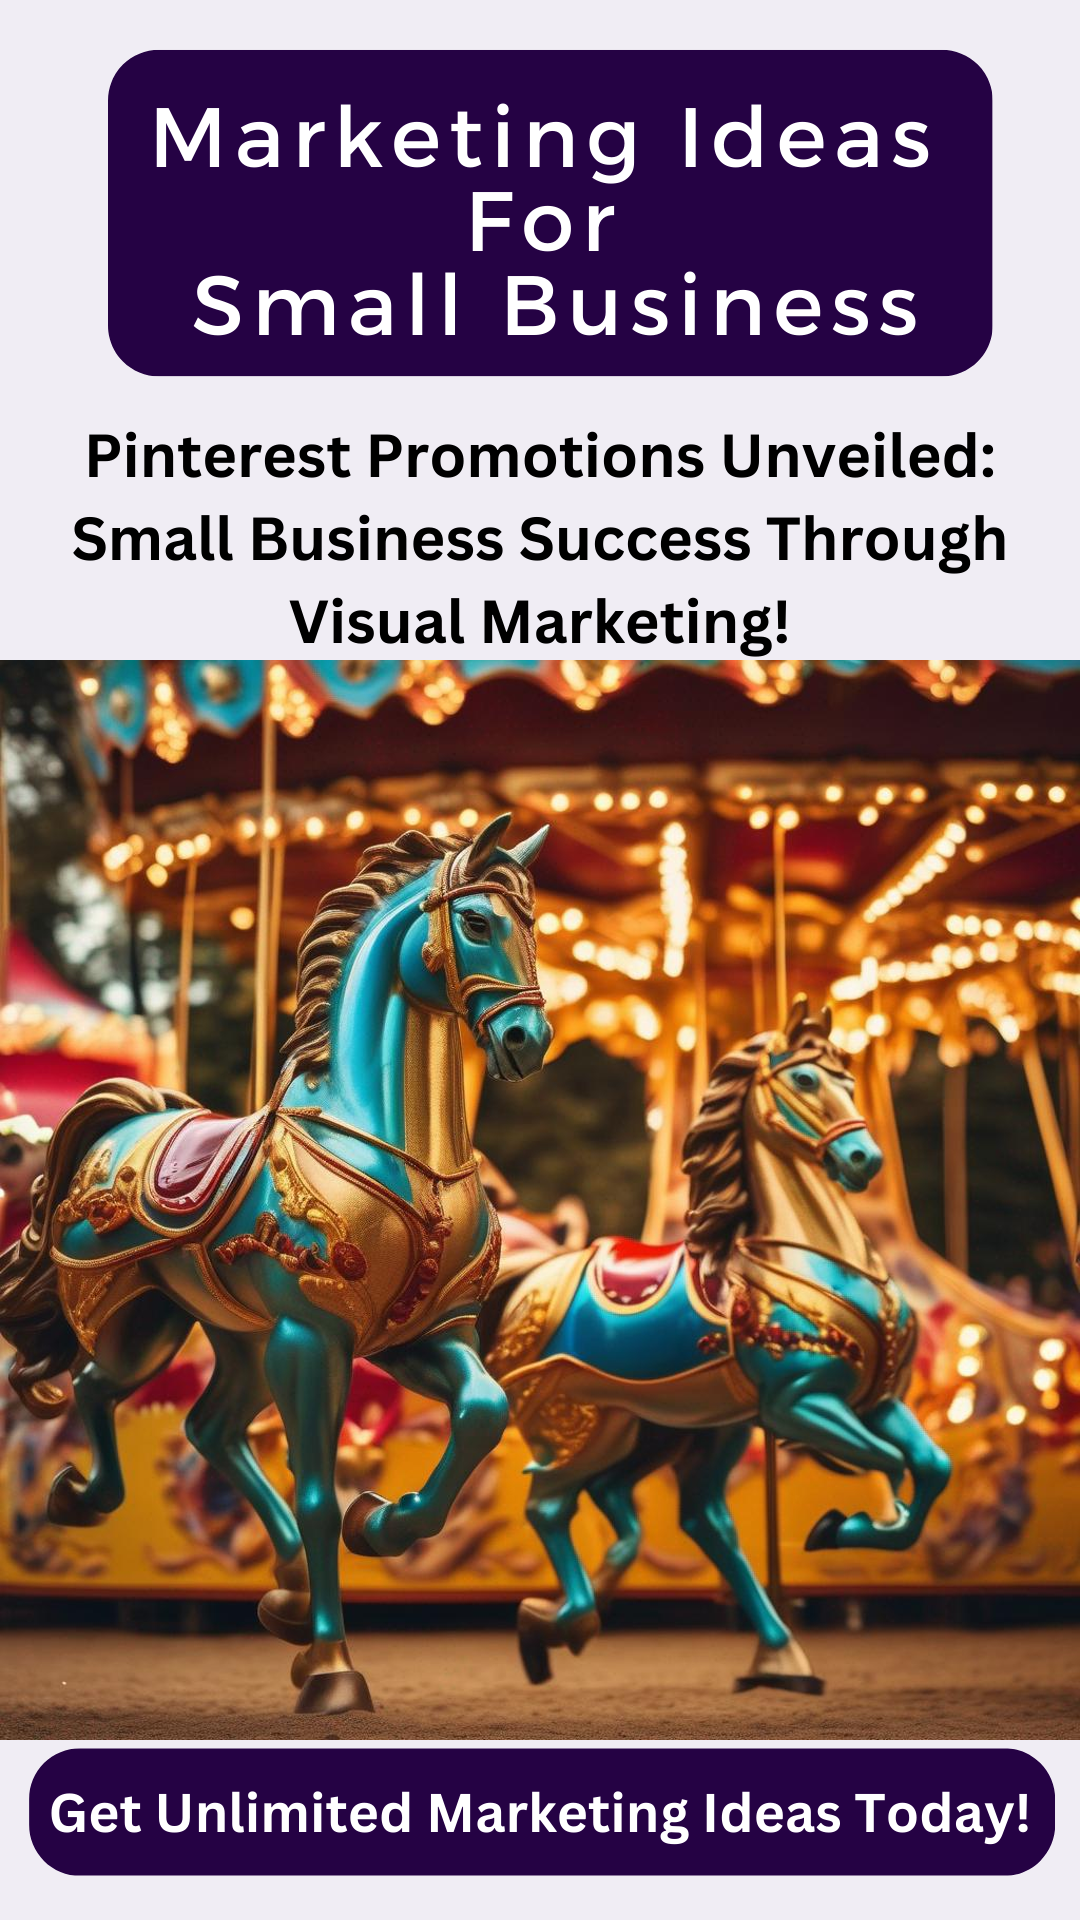 Marketing Ideas
For
Small Business
Pinterest Promotions Unveiled:
Small Business Success Through
Visual Marketing!
Get Unlimited Marketing Ideas Today!